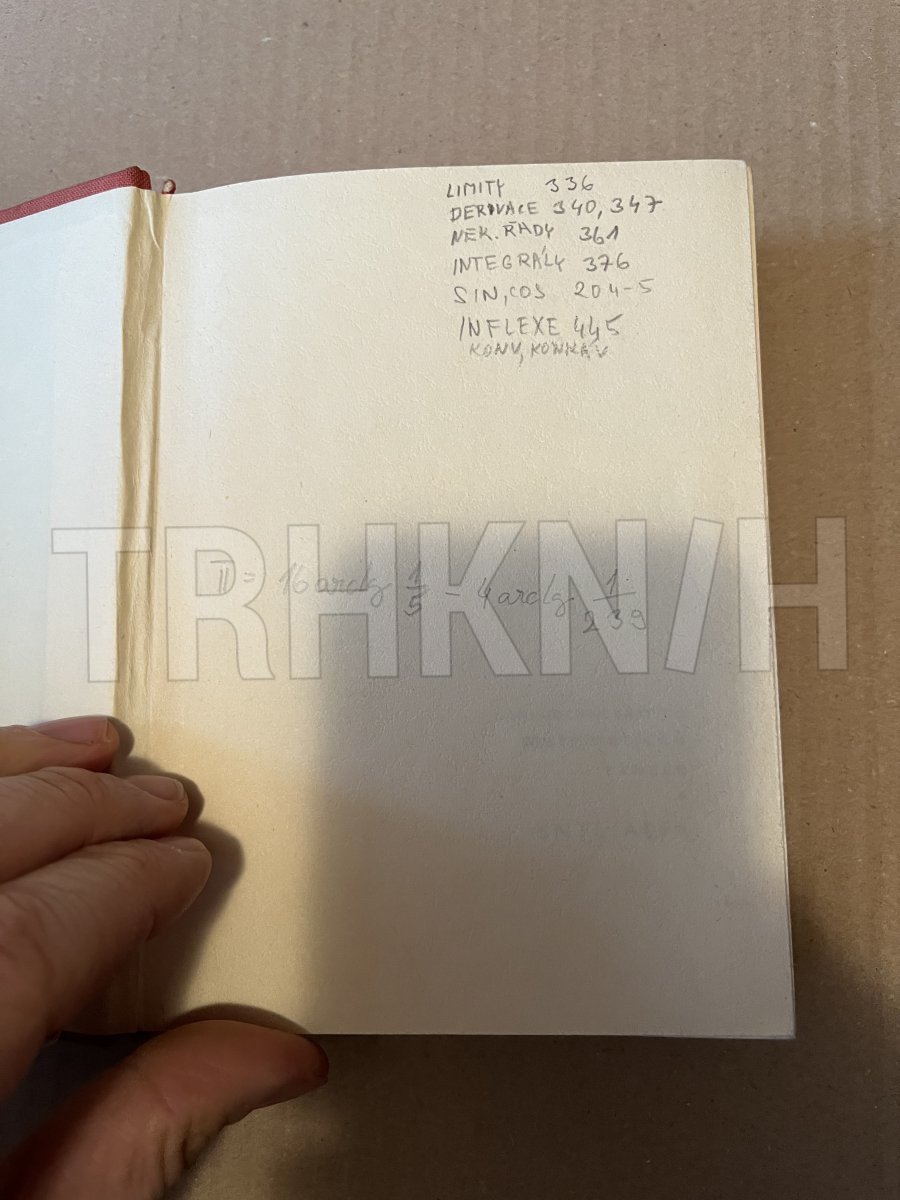 LIMITY 336
DERIVACE 340, 347
NEK. ŘADY 361
INTEGRÁLY 376
SIN, COS 204-5
INFLEXE 445
KONV, KONKÁV
π = 16 arctg 1/5 - 4 arctg 1/239
TRHKNIH